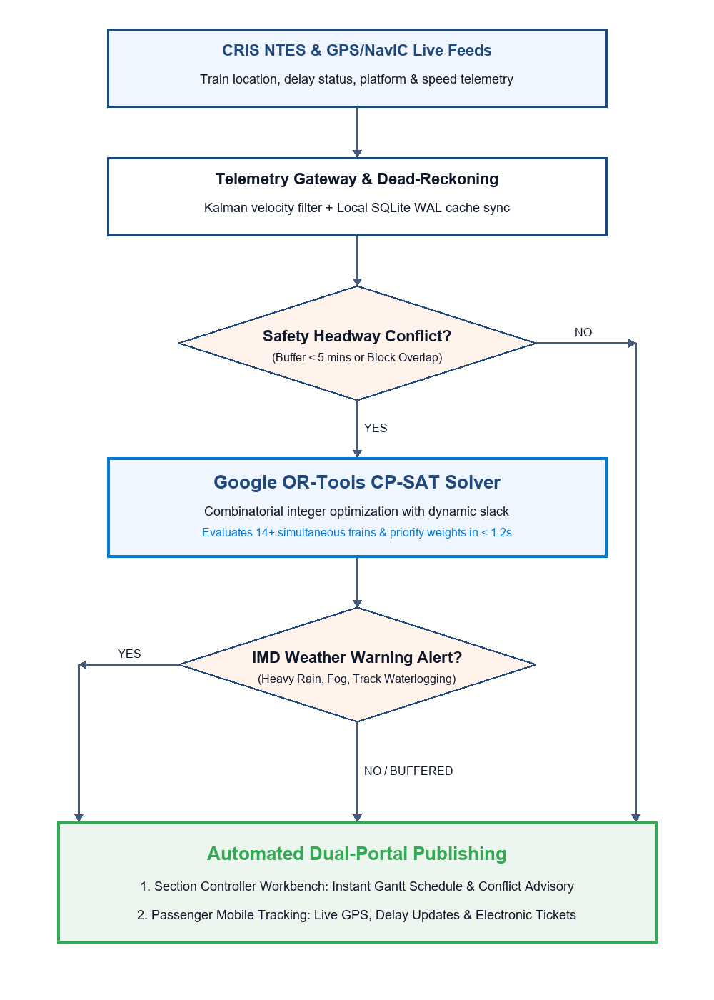 CRIS NTES & GPS/NavIC Live Feeds
Train location, delay status, platform & speed telemetry
Telemetry Gateway & Dead-Reckoning
Kalman velocity filter + Local SQLite WAL cache sync
Safety Headway Conflict?
(Buffer < 5 mins or Block Overlap)
NO
YES
Google OR-Tools CP-SAT Solver
Combinatorial integer optimization with dynamic slack
Evaluates 14+ simultaneous trains & priority weights in < 1.2s
YES
IMD Weather Warning Alert?
(Heavy Rain, Fog, Track Waterlogging)
NO / BUFFERED
Automated Dual-Portal Publishing
1. Section Controller Workbench: Instant Gantt Schedule & Conflict Advisory
2. Passenger Mobile Tracking: Live GPS, Delay Updates & Electronic Tickets